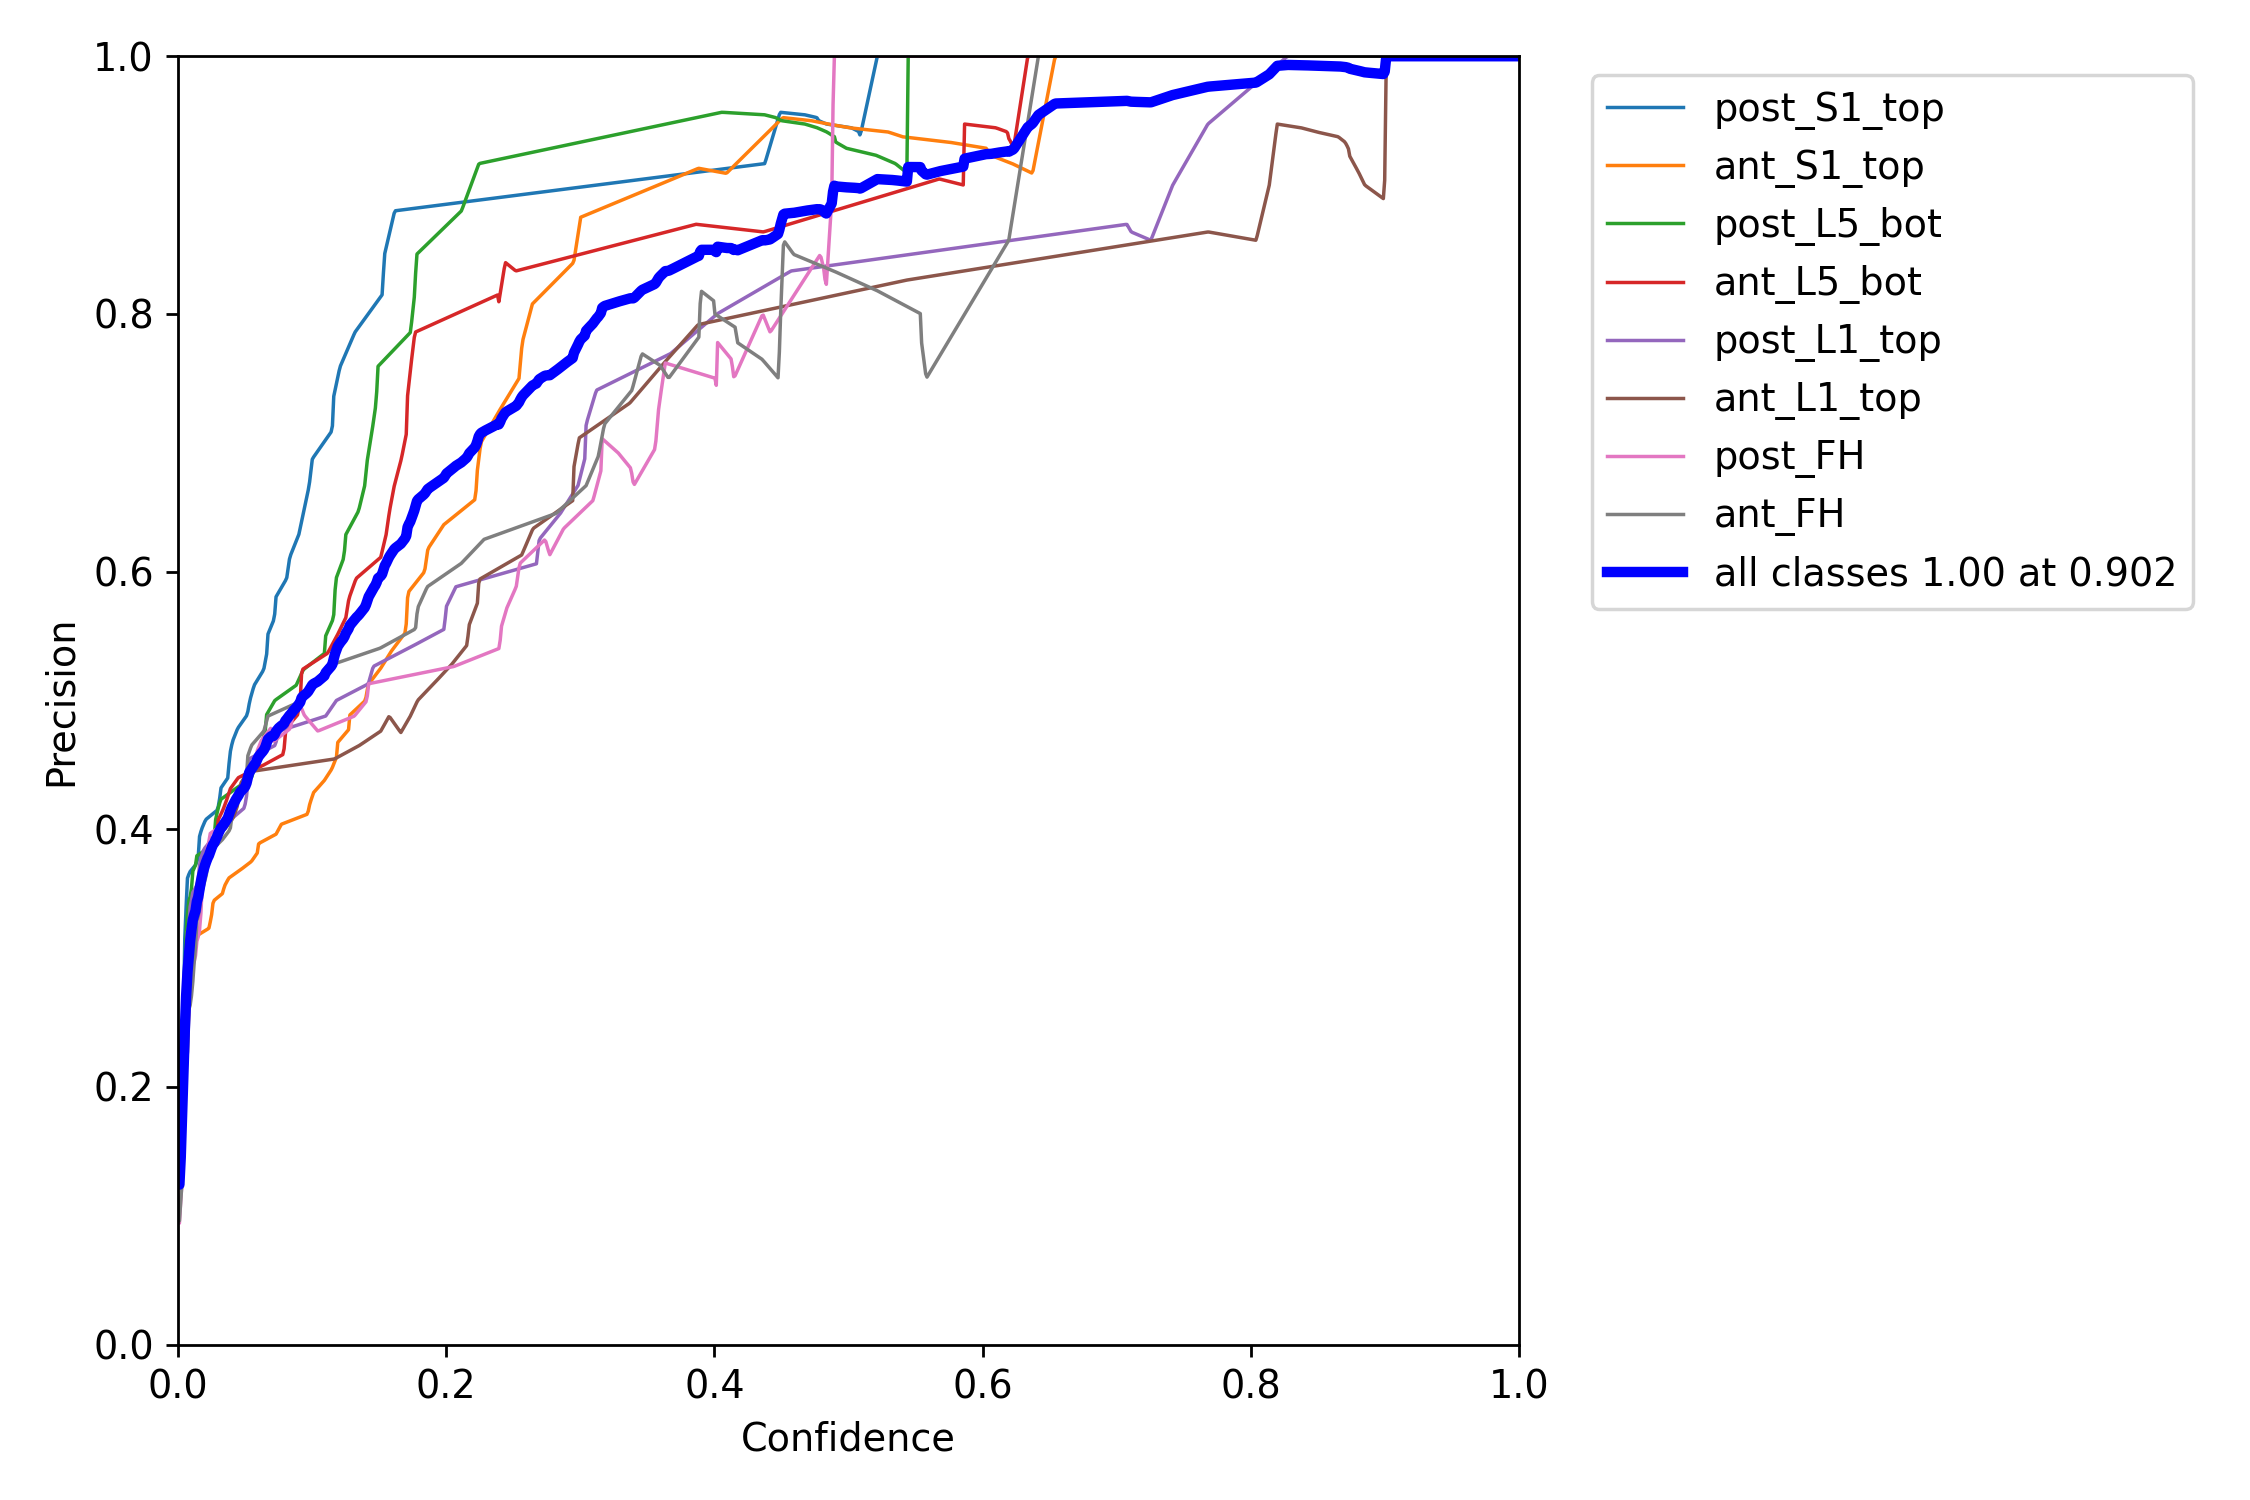 1.0
0.8
0.6
0.4
0.2
0.0
0.0 0.2 0.4 0.6 0.8 1.0
Precision
Confidence
post_S1_top
ant_S1_top
post_L5_bot
ant_L5_bot
post_L1_top
ant_L1_top
post_FH
ant_FH
all classes 1.00 at 0.902